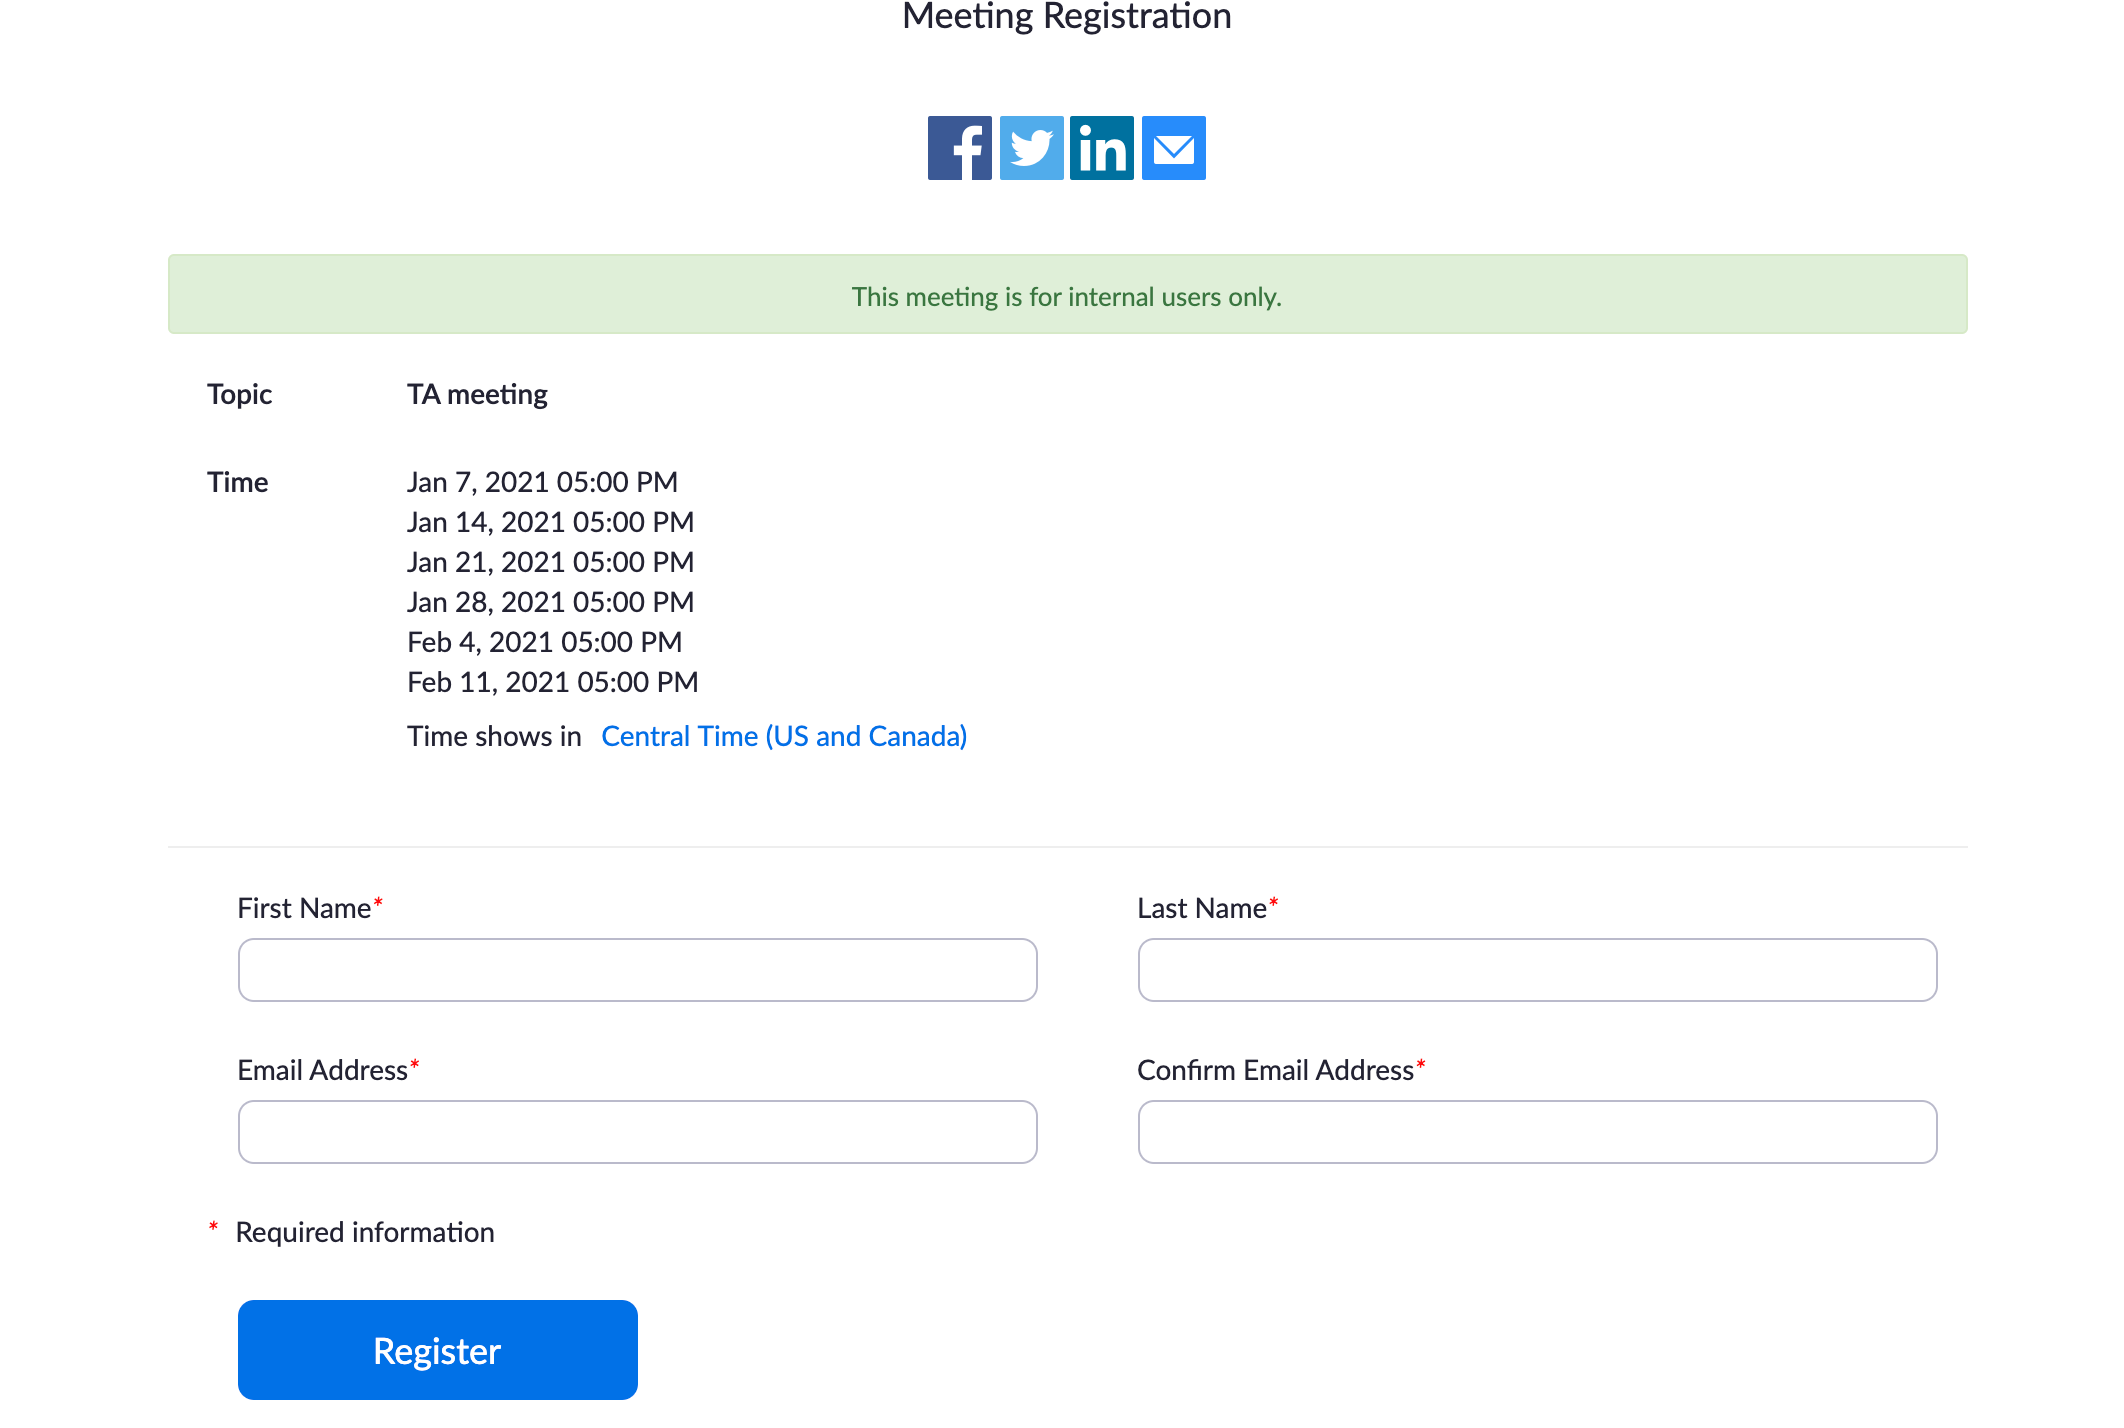 Meeting Registration
This meeting is for internal users only.
Topic TA meeting
Time Jan 7, 2021 05:00 PM
Jan 14, 2021 05:00 PM
Jan 21, 2021 05:00 PM
Jan 28, 2021 05:00 PM
Feb 4, 2021 05:00 PM
Feb 11, 2021 05:00 PM
Time shows in Central Time (US and Canada)
First Name* Last Name*
Email Address* Confirm Email Address*
* Required information
Register